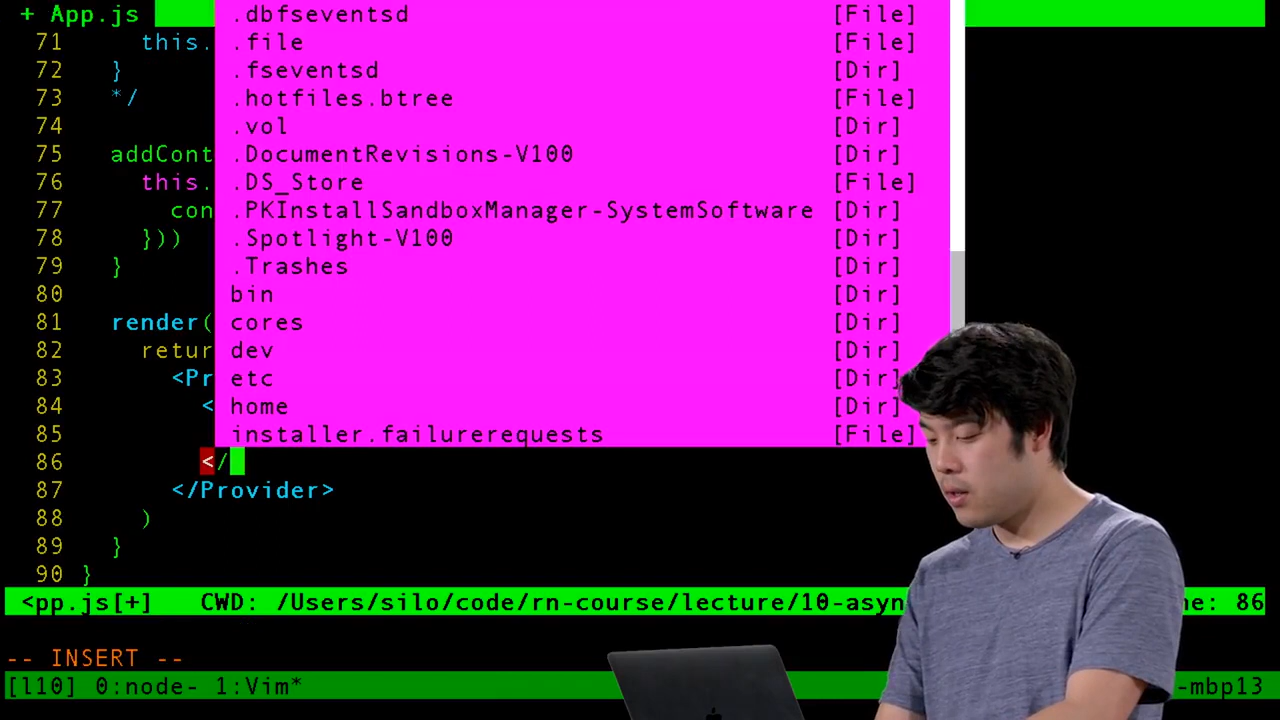 + App.js
.dbfseventsd [File]
71 this. .file [File]
72 } .fseventsd [Dir]
73 */ .hotfiles.btree [File]
74 .vol [Dir]
75 addCont .DocumentRevisions-V100 [Dir]
76 this. .DS_Store [File]
77 con .PKInstallSandboxManager-SystemSoftware [Dir]
78 })) .Spotlight-V100 [Dir]
79 } .Trashes [Dir]
80 bin [Dir]
81 render( cores [Dir]
82 retur dev [Dir]
83 <Pr etc [Dir]
84 < home [Dir]
85 installer.failurerequests [File]
86 </
87 </Provider>
88 )
89 }
90 }
<pp.js[+] CWD: /Users/silo/code/rn-course/lecture/10-asyn e: 86
-- INSERT --
[l10] 0:node- 1:Vim* -mbp13